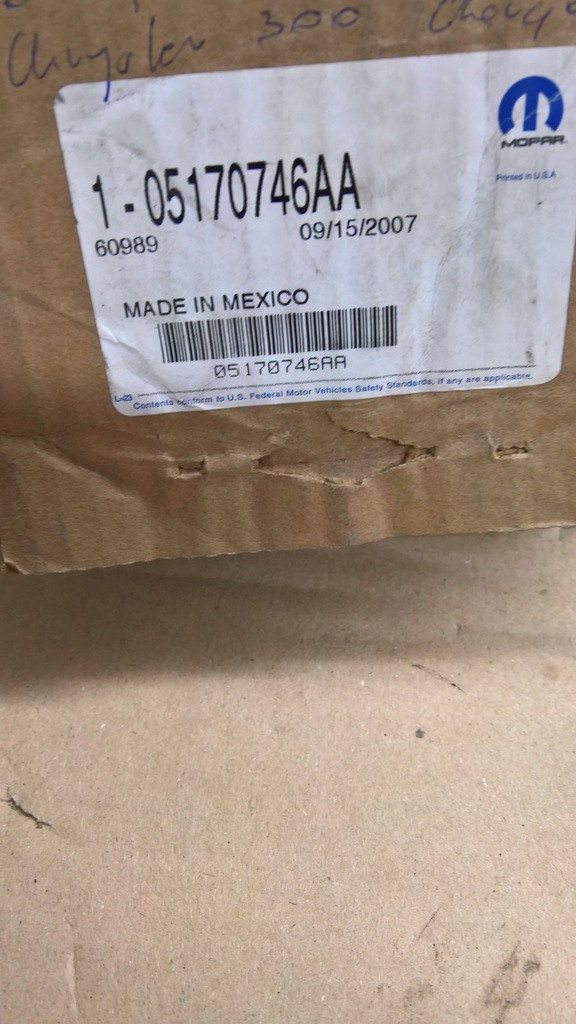 Chrysler 300
MOPAR
Printed in U.S.A
1 - 05170746AA
60989 09/15/2007
MADE IN MEXICO
05170746AA
L-23 Contents conform to U.S. Federal Motor Vehicles Safety Standards, if any are applicable